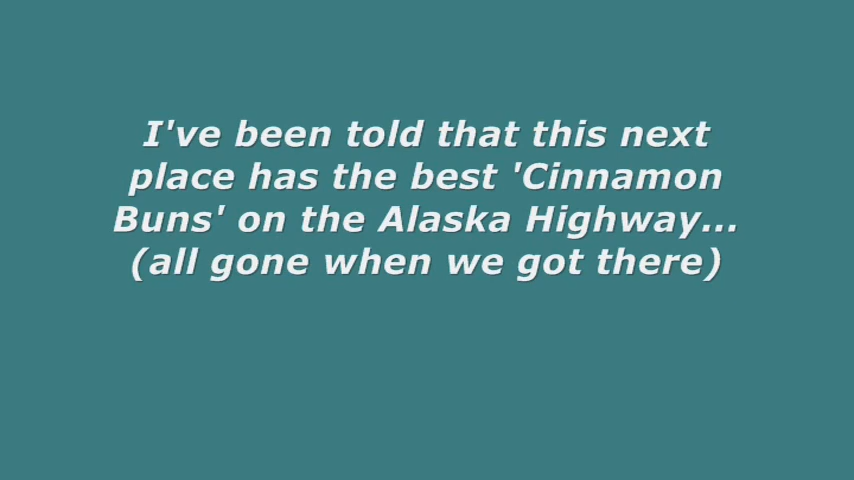 I've been told that this next
place has the best 'Cinnamon
Buns' on the Alaska Highway...
(all gone when we got there)